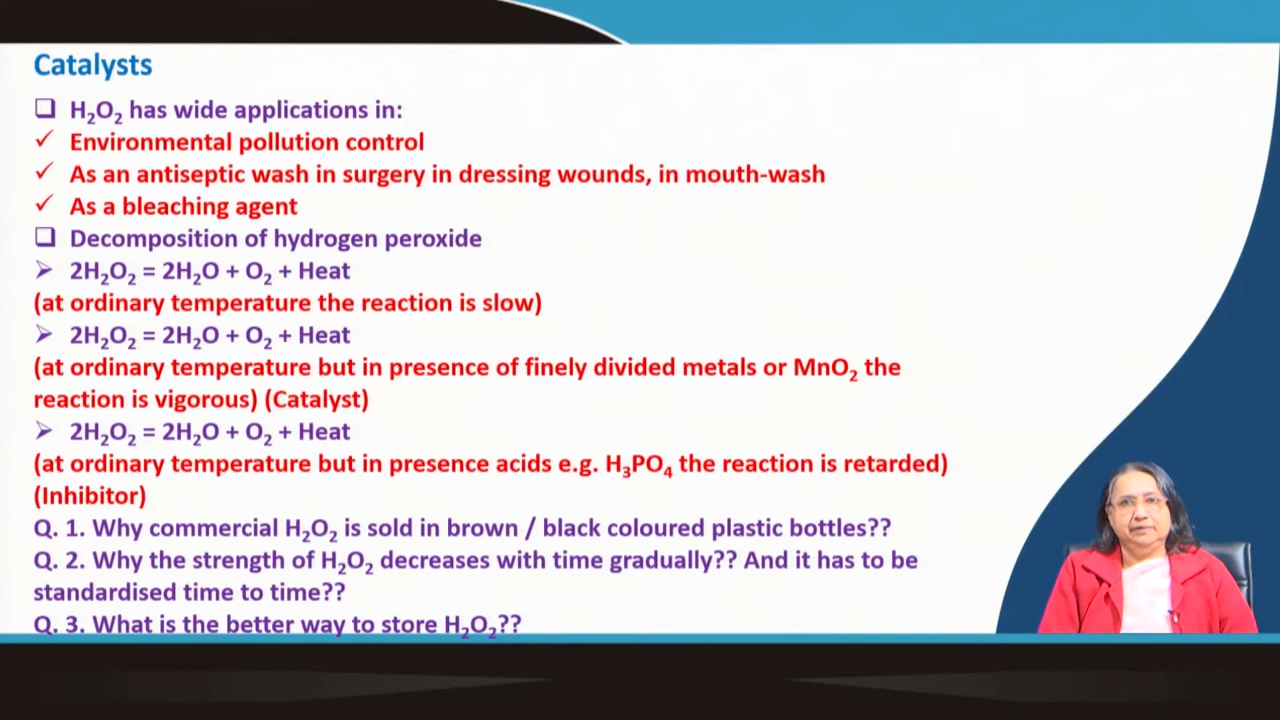 Catalysts
❑ H₂O₂ has wide applications in:
✓ Environmental pollution control
✓ As an antiseptic wash in surgery in dressing wounds, in mouth-wash
✓ As a bleaching agent
❑ Decomposition of hydrogen peroxide
➢ 2H₂O₂ = 2H₂O + O₂ + Heat
(at ordinary temperature the reaction is slow)
➢ 2H₂O₂ = 2H₂O + O₂ + Heat
(at ordinary temperature but in presence of finely divided metals or MnO₂ the
reaction is vigorous) (Catalyst)
➢ 2H₂O₂ = 2H₂O + O₂ + Heat
(at ordinary temperature but in presence acids e.g. H₃PO₄ the reaction is retarded)
(Inhibitor)
Q. 1. Why commercial H₂O₂ is sold in brown / black coloured plastic bottles??
Q. 2. Why the strength of H₂O₂ decreases with time gradually?? And it has to be
standardised time to time??
Q. 3. What is the better way to store H₂O₂??